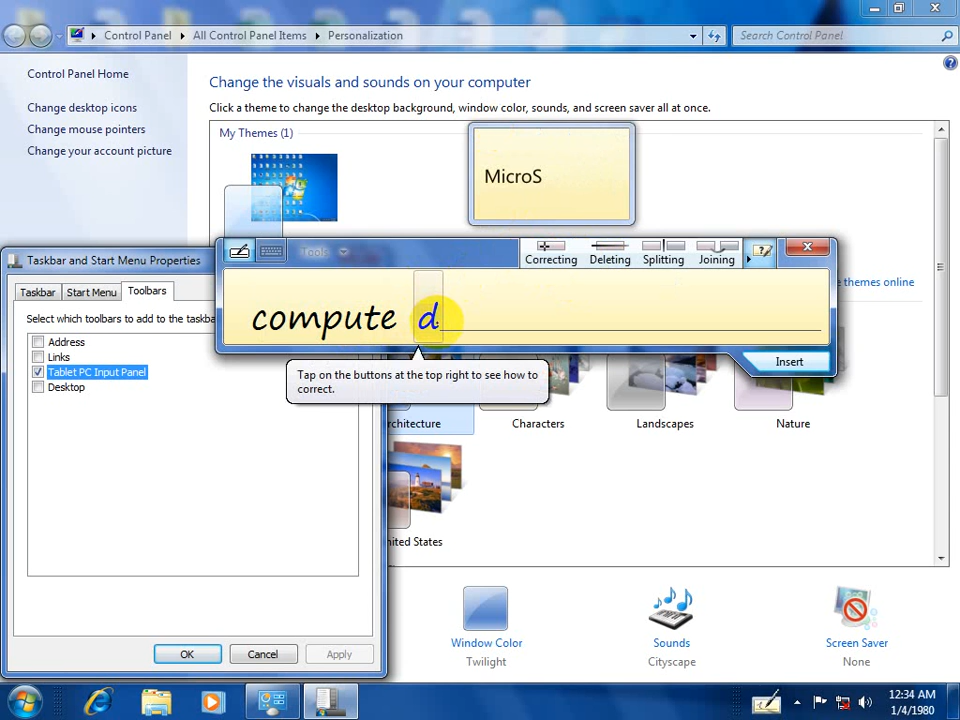 Control Panel
All Control Panel Items
Personalization
Search Control Panel
Control Panel Home
Change desktop icons
Change mouse pointers
Change your account picture
Change the visuals and sounds on your computer
Click a theme to change the desktop background, window color, sounds, and screen saver all at once.
My Themes (1)
MicroS
Tools
Correcting
Deleting
Splitting
Joining
themes online
compute d
Insert
Tap on the buttons at the top right to see how to
correct.
Taskbar and Start Menu Properties
Taskbar
Start Menu
Toolbars
Select which toolbars to add to the taskba
Address
Links
Tablet PC Input Panel
Desktop
OK
Cancel
Apply
rchitecture
Characters
Landscapes
Nature
nited States
Window Color
Twilight
Sounds
Cityscape
Screen Saver
None
12:34 AM
1/4/1980